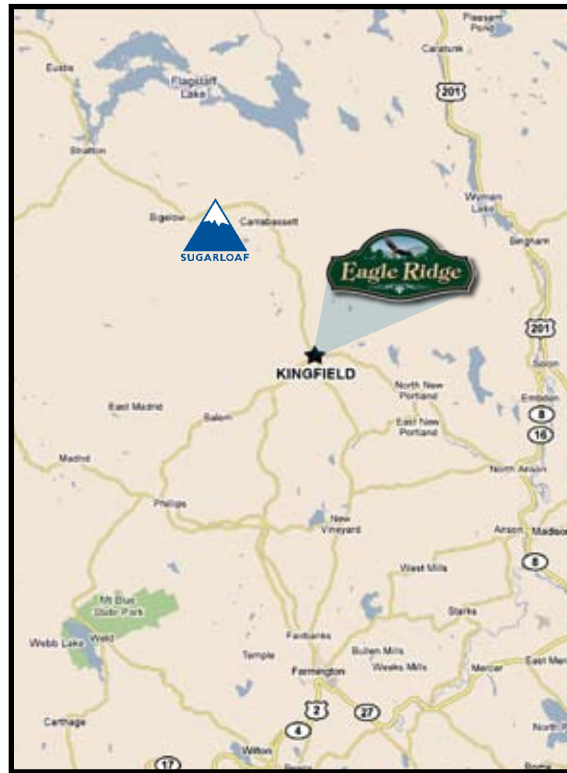 Pleasant
Pond
Caratunk
Eustis
Flagstaff
Lake
201
Stratton
Wyman
Lake
Bigelow
Carrabassett
SUGARLOAF
Bingham
Eagle Ridge
201
KINGFIELD
Solon
North New
Portland
Embden
East Madrid
8
Salem
East New
Portland
16
Madrid
North Anson
Phillips
New
Vineyard
Anson
Madison
8
West Mills
Mt Blue
State Park
Starks
Fairbanks
Webb Lake
Weld
Bullen Mills
Temple
Weeks Mills
East Mer
Farmington
Mercer
2
27
Carthage
4
North P
Wilton
17
Rome